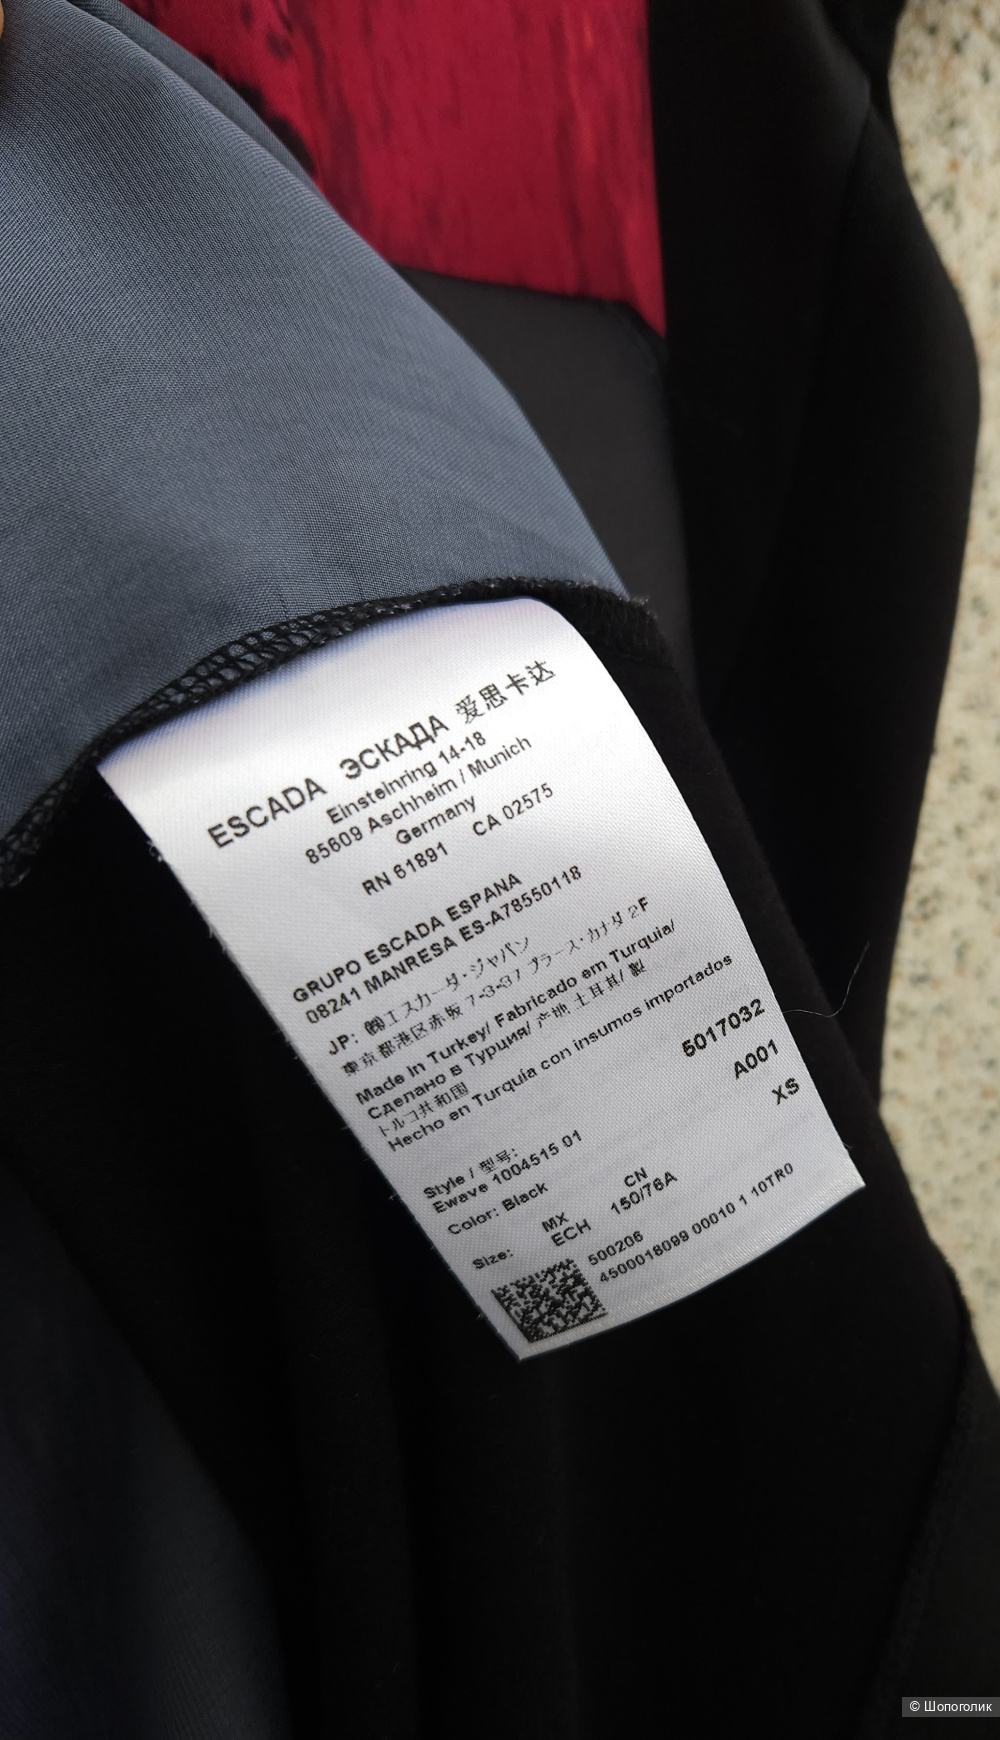 ESCADA ЭСКАДА 爱思卡达
Einsteinring 14-18
85609 Aschheim / Munich
Germany
RN 61891 CA 02575
GRUPO ESCADA ESPANA
08241 MANRESA ES-A78550118
JP: ㈱エスカーダ・ジャパン
東京都港区赤坂 7-3-37 プラース・カナダ 2F
Made in Turkey/ Fabricado em Turquia/
Сделано в Турция/ 产地 土耳其/ 製
トルコ共和国
Hecho en Turquía con insumos importados
5017032
A001
XS
Style / 型号:
Ewave 1004515 01
Color: Black
MX CN
Size: ECH 150/76A
500206
4500018099 00010 1 10TR0
© Шопоголик